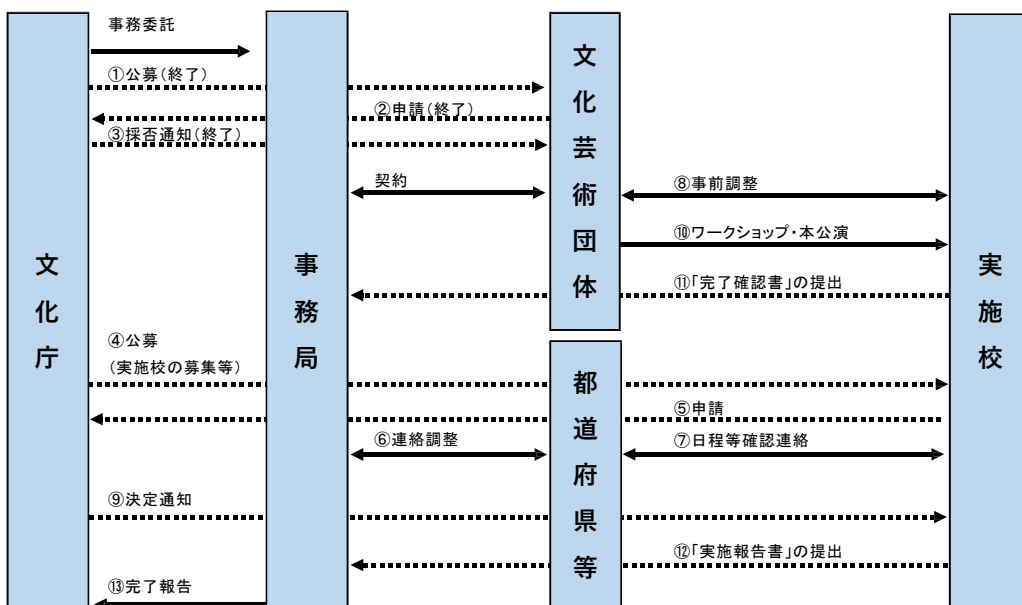 事務委託
①公募(終了)
②申請(終了)
③採否通知(終了)
契約
⑧事前調整
⑩ワークショップ・本公演
⑪「完了確認書」の提出
文化庁
事務局
文化芸術団体
実施校
④公募
(実施校の募集等)
⑤申請
⑥連絡調整
⑦日程等確認連絡
都道府県等
⑨決定通知
⑫「実施報告書」の提出
⑬完了報告